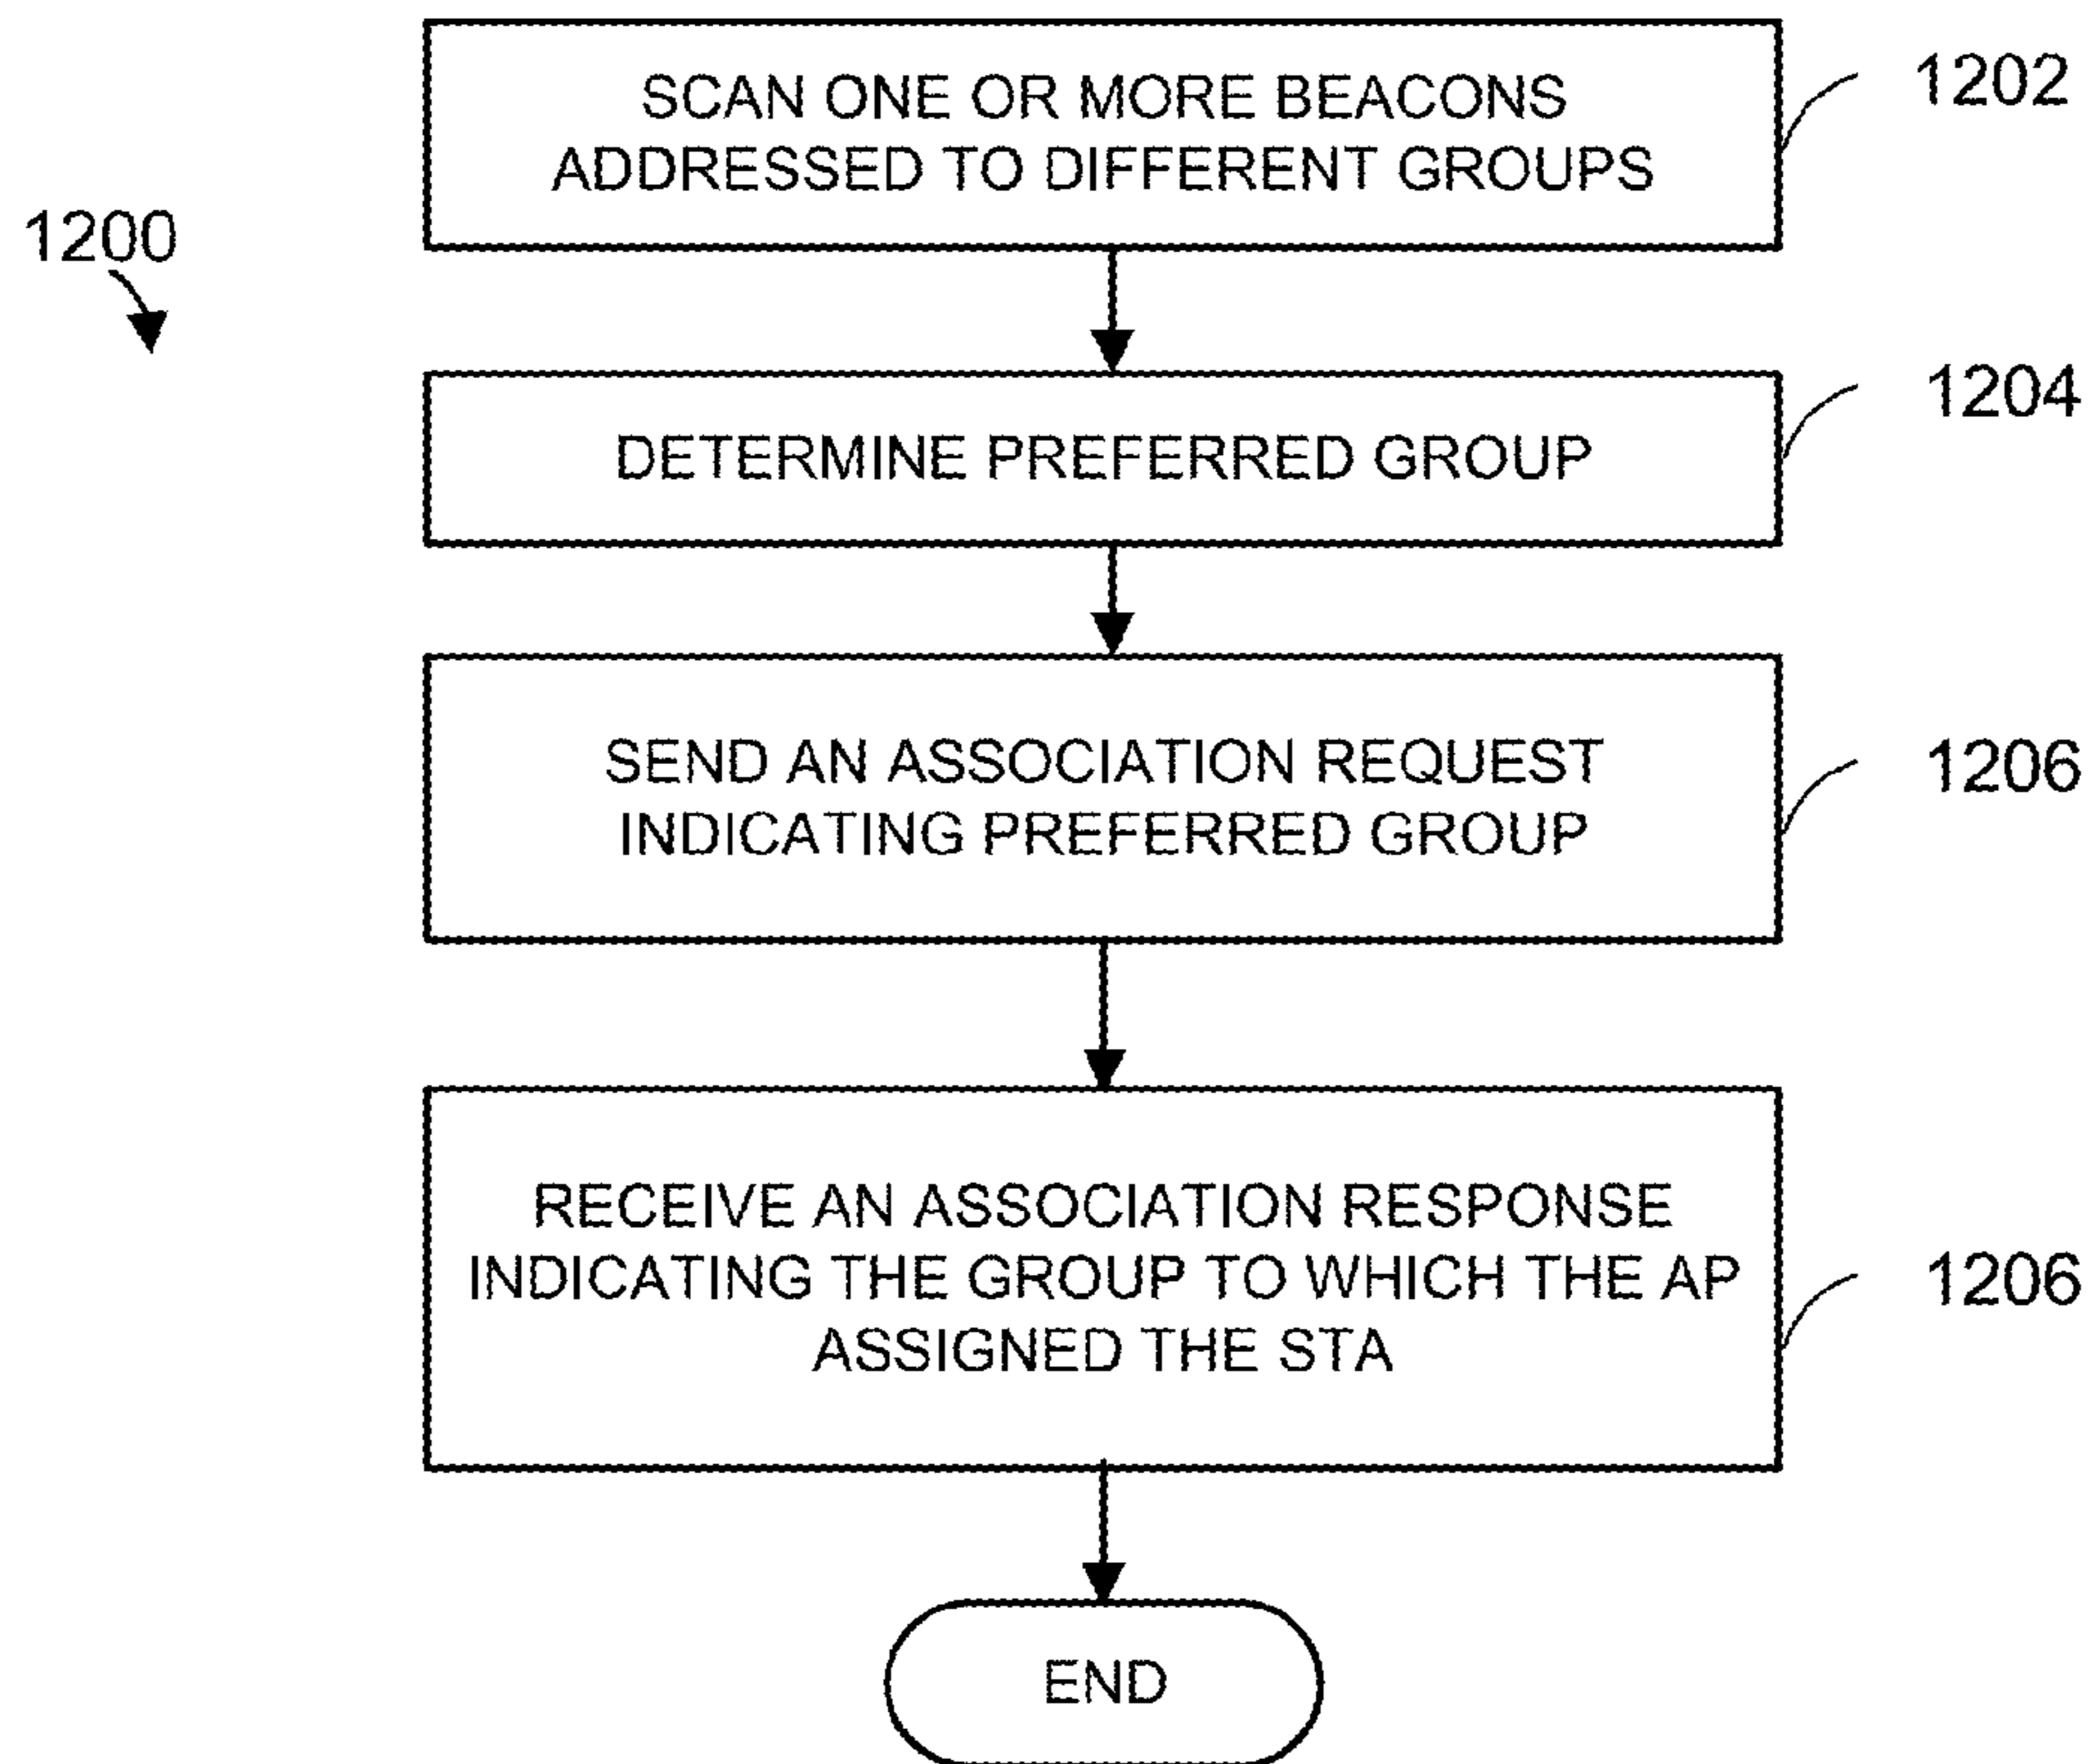 SCAN ONE OR MORE BEACONS
ADDRESSED TO DIFFERENT GROUPS
1202
1200
DETERMINE PREFERRED GROUP
1204
SEND AN ASSOCIATION REQUEST
INDICATING PREFERRED GROUP
1206
RECEIVE AN ASSOCIATION RESPONSE
INDICATING THE GROUP TO WHICH THE AP
ASSIGNED THE STA
1206
END